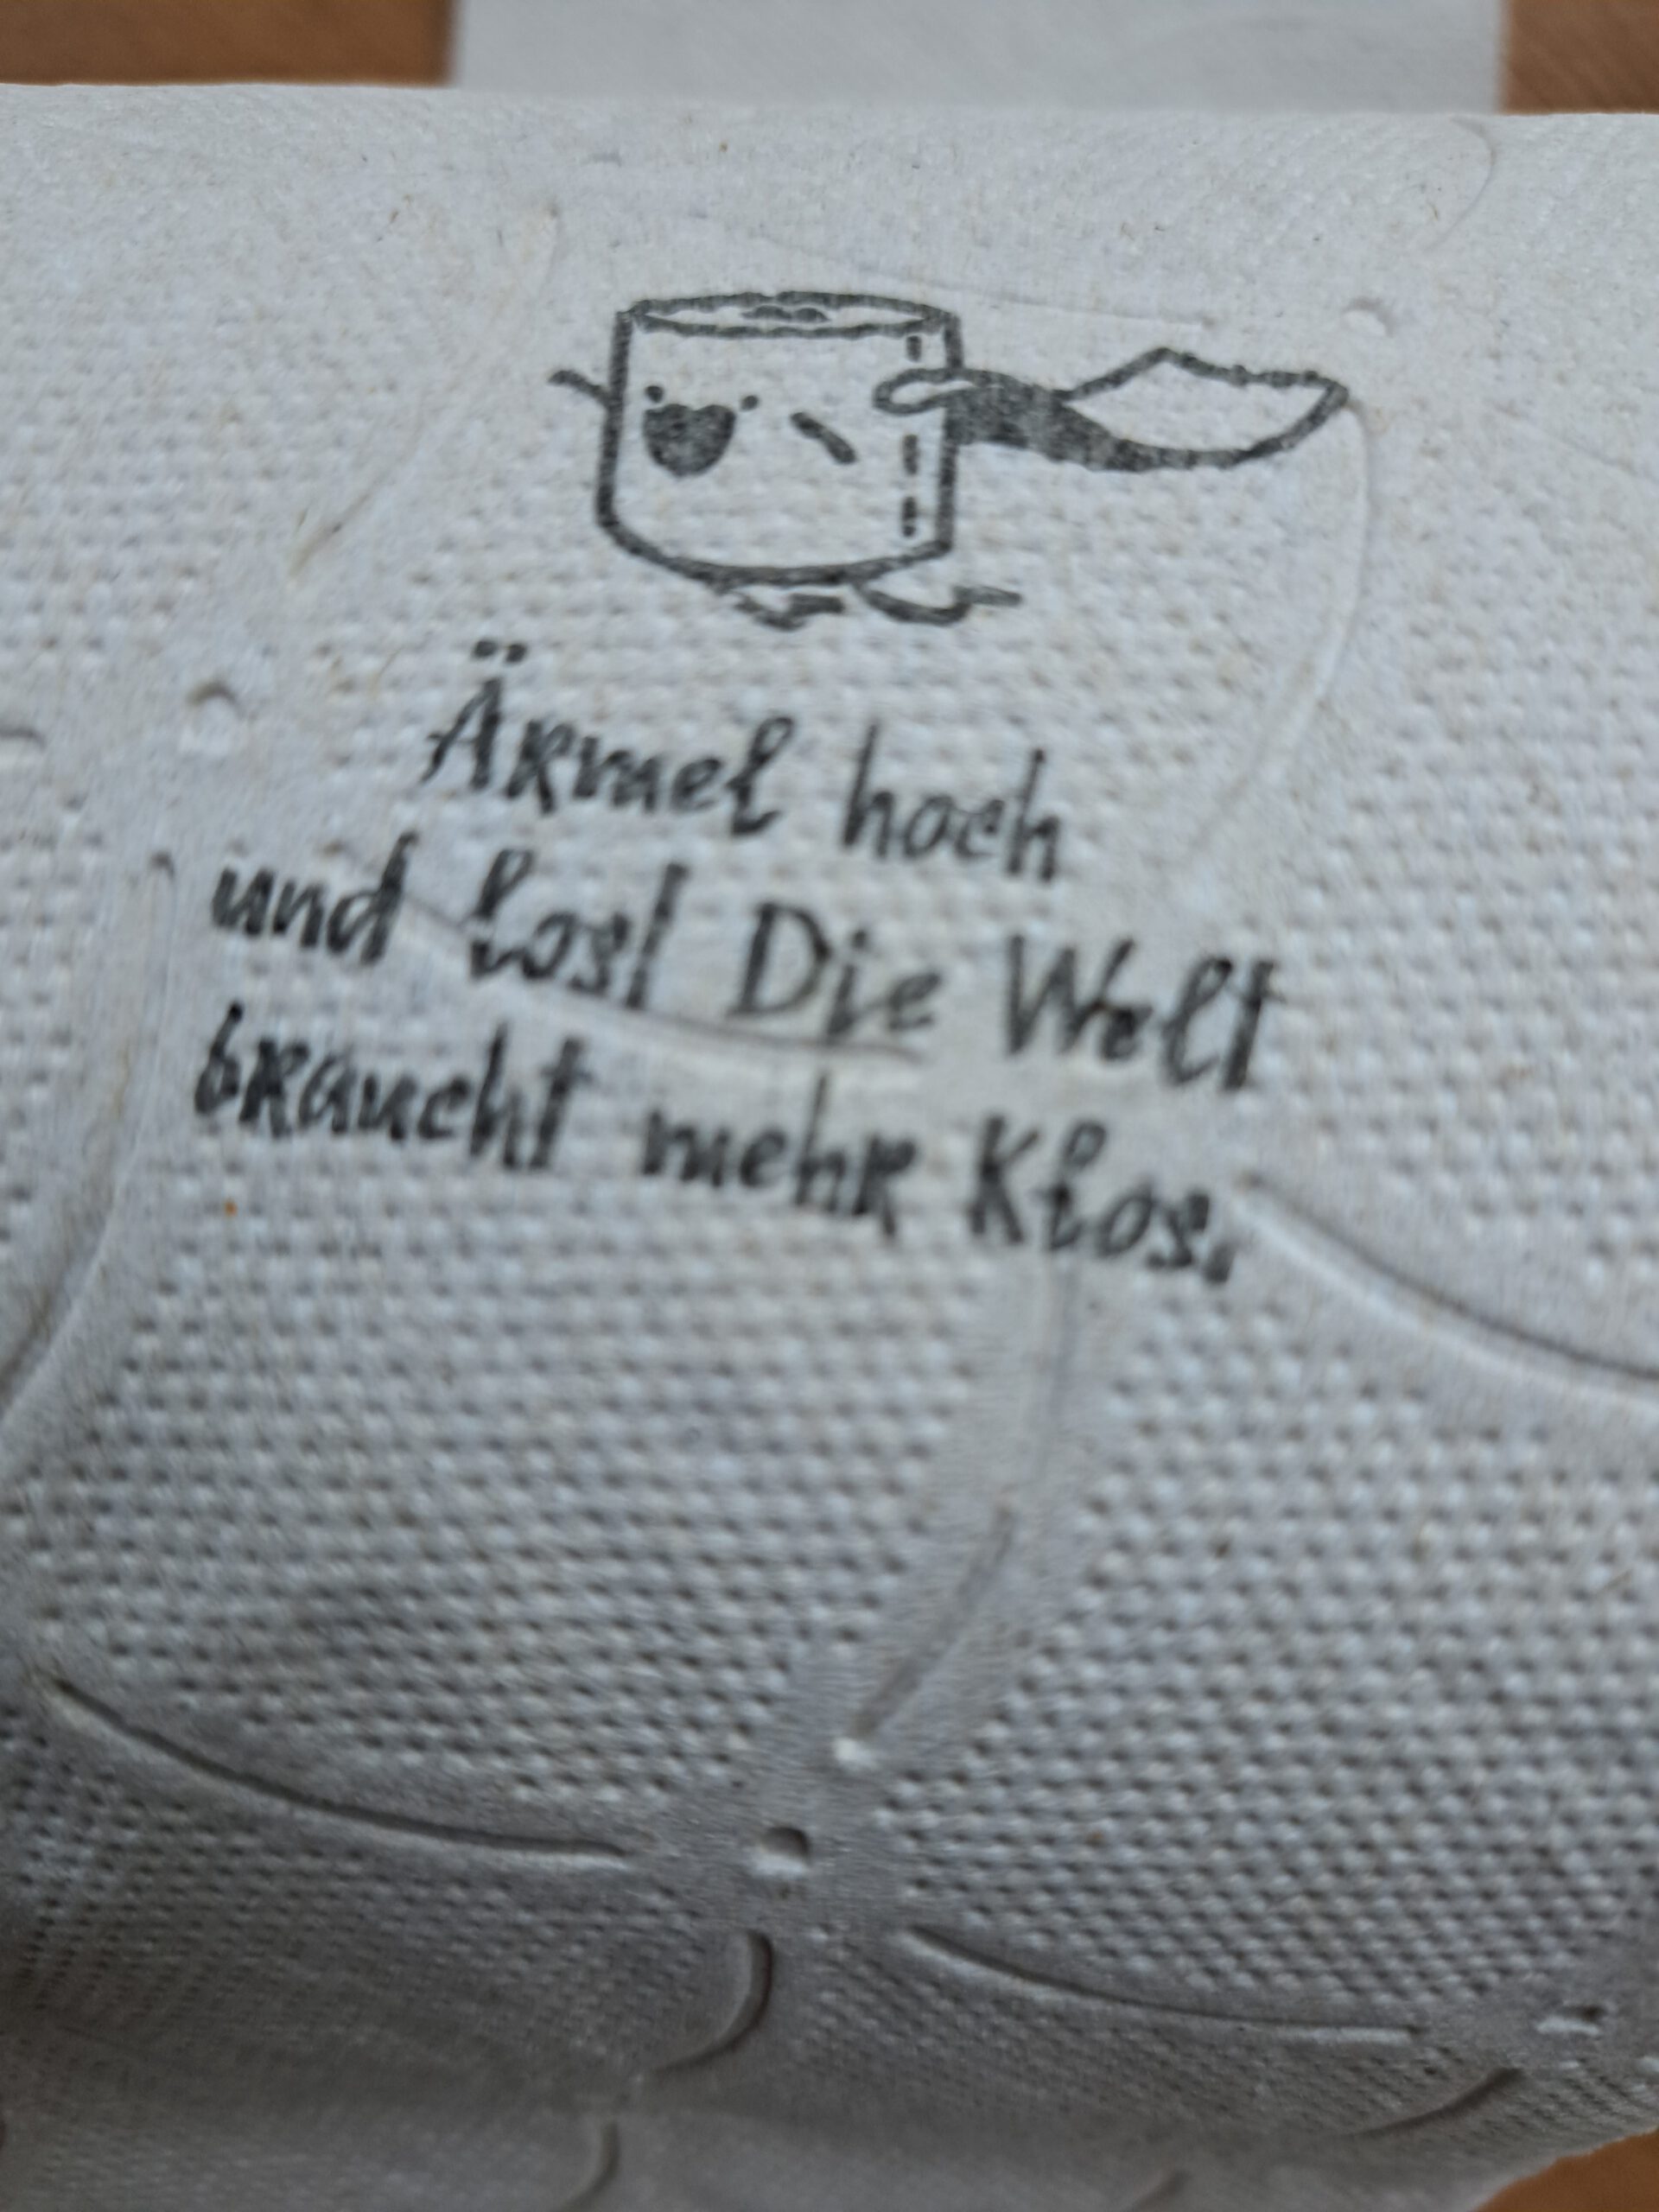 Ärmel hoch
und los! Die Welt
braucht mehr Klos.